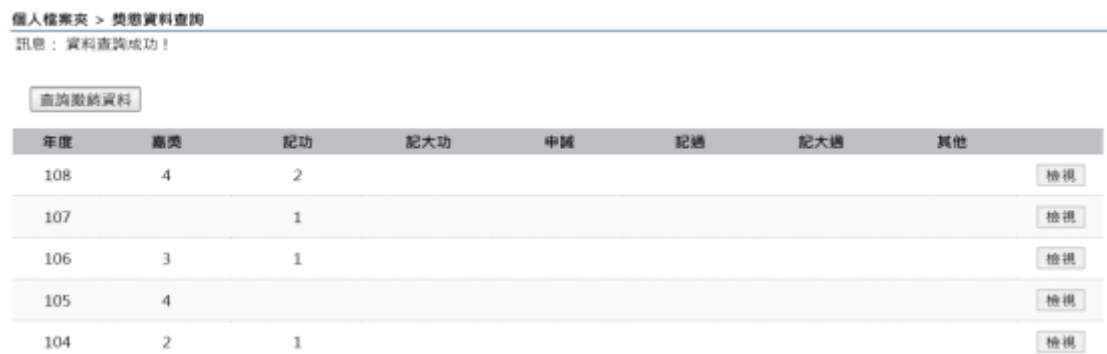 個人檔案夾 > 獎懲資料查詢
訊息： 資料查詢成功！
查詢撤銷資料
年度 嘉獎 記功 記大功 申誡 記過 記大過 其他
108 4 2 檢視
107 1 檢視
106 3 1 檢視
105 4 檢視
104 2 1 檢視